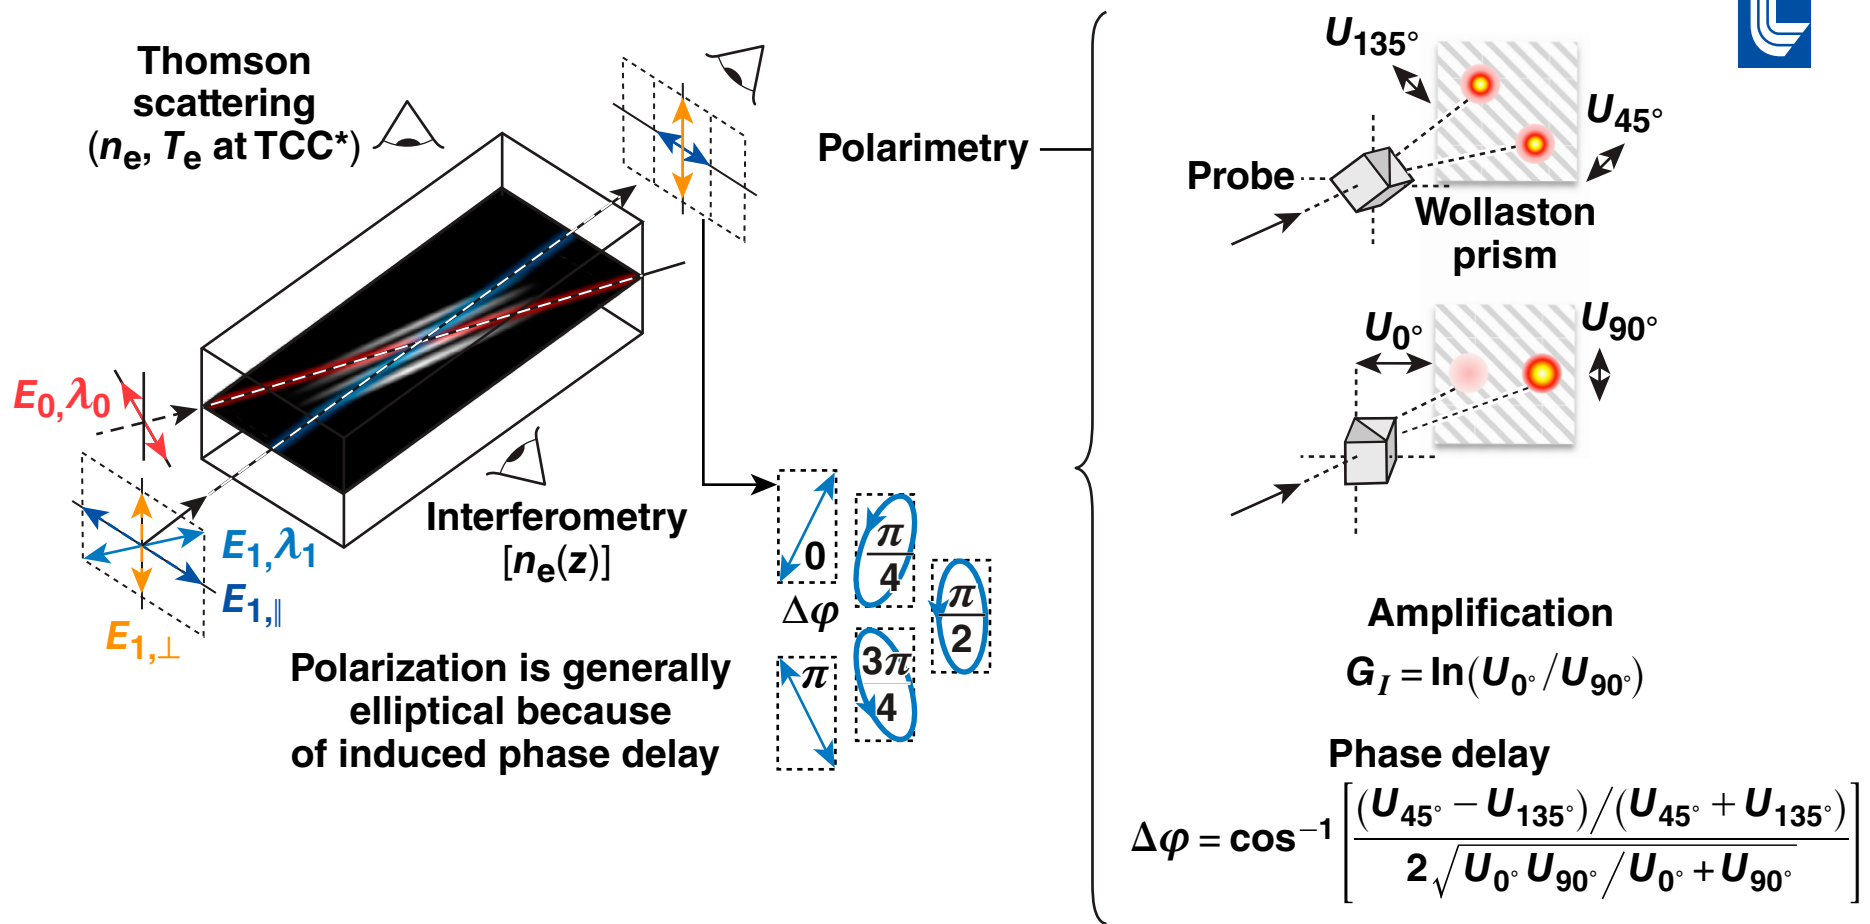 Thomson
scattering
(ne, Te at TCC*)
E0, λ0
E1, λ1
E1,∥
E1,⊥
Interferometry
[ne(z)]
Polarization is generally
elliptical because
of induced phase delay
0
Δφ
π/4
π/2
3π/4
π
Polarimetry
U135°
U45°
Probe
Wollaston
prism
U0°
U90°
Amplification
GI = ln(U0°/U90°)
Phase delay
Δφ = cos⁻¹ [(U45° − U135°)/(U45° + U135°) / 2√U0° U90°/U0° + U90°]